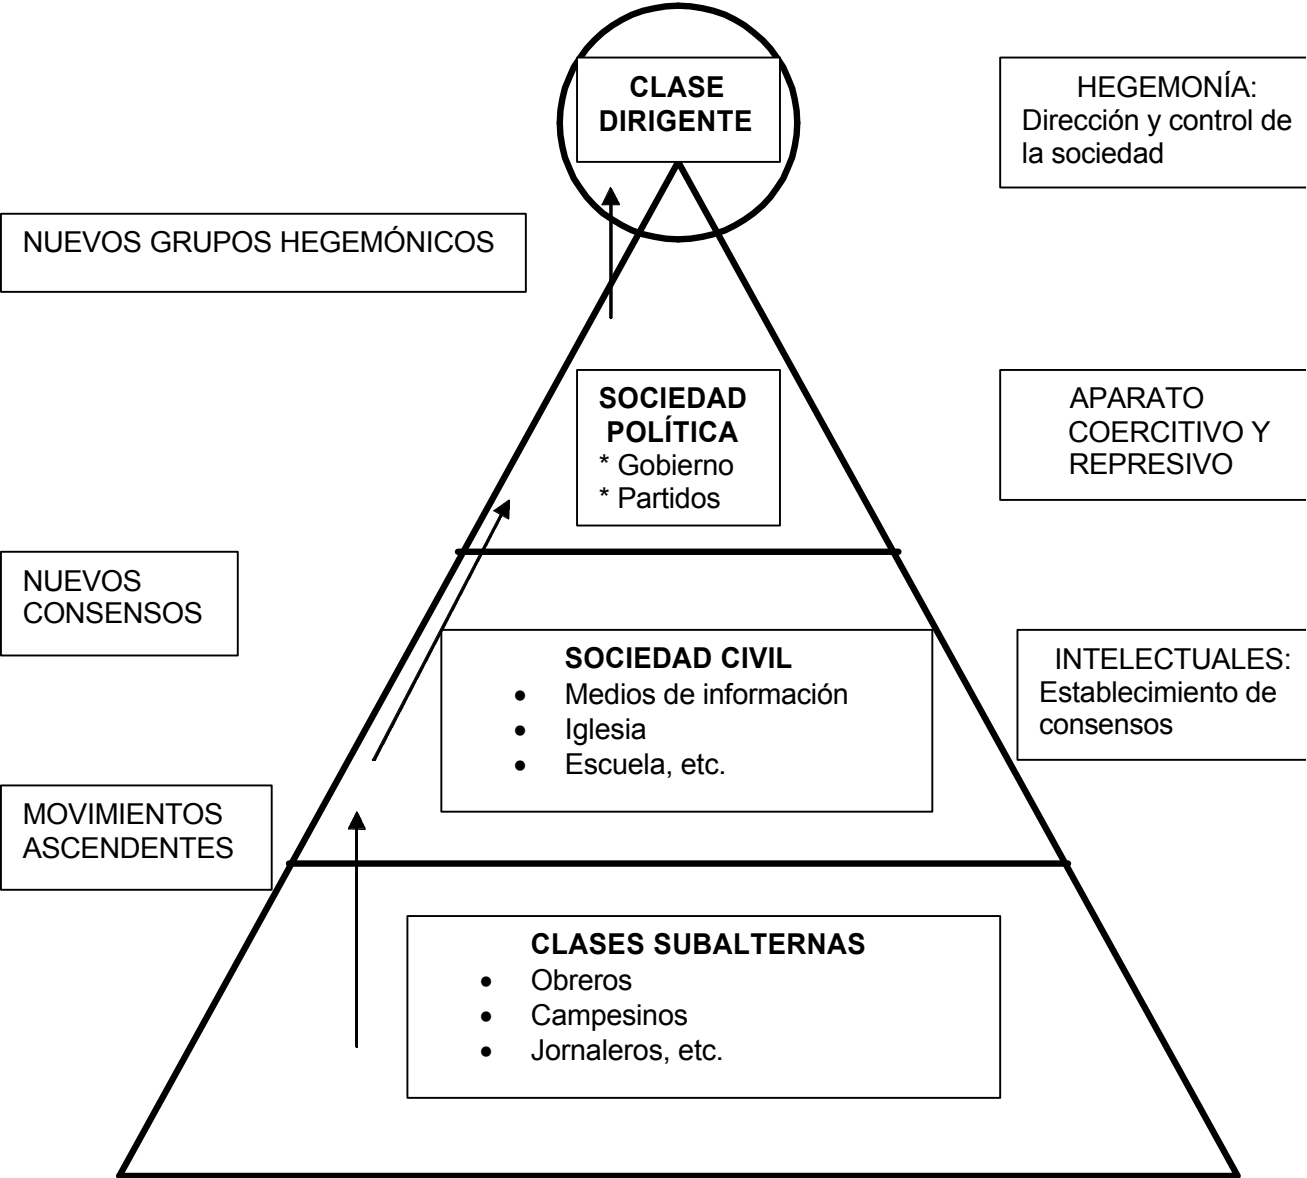 CLASE
DIRIGENTE
HEGEMONÍA:
Dirección y control de
la sociedad
NUEVOS GRUPOS HEGEMÓNICOS
SOCIEDAD
POLÍTICA
* Gobierno
* Partidos
APARATO
COERCITIVO Y
REPRESIVO
NUEVOS
CONSENSOS
SOCIEDAD CIVIL
• Medios de información
• Iglesia
• Escuela, etc.
INTELECTUALES:
Establecimiento de
consensos
MOVIMIENTOS
ASCENDENTES
CLASES SUBALTERNAS
• Obreros
• Campesinos
• Jornaleros, etc.